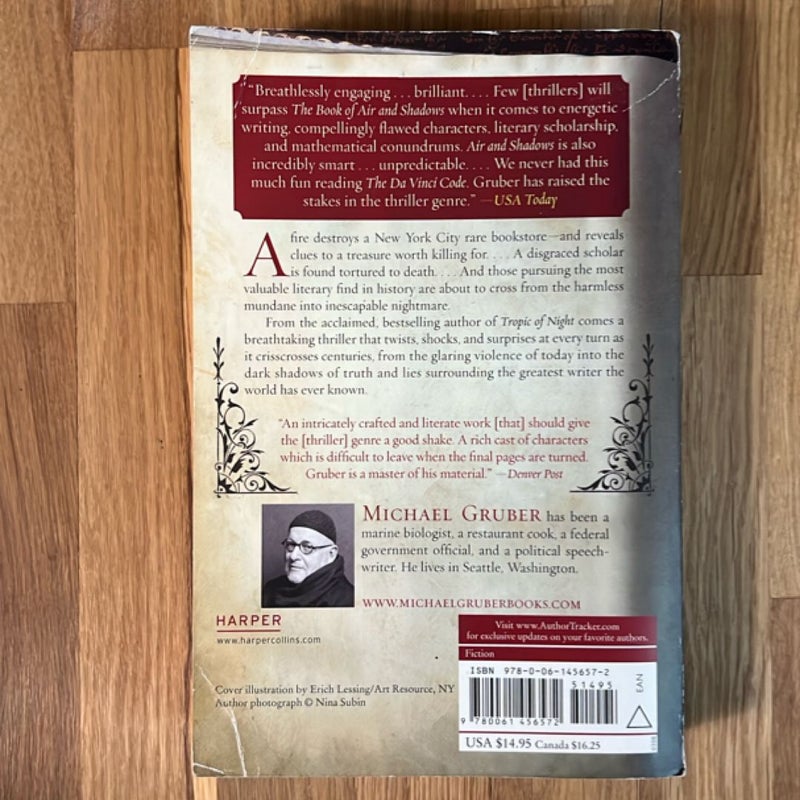 "Breathlessly engaging . . . brilliant. . . . Few [thrillers] will
surpass The Book of Air and Shadows when it comes to energetic
writing, compellingly flawed characters, literary scholarship,
and mathematical conundrums. Air and Shadows is also
incredibly smart . . . unpredictable. . . . We never had this
much fun reading The Da Vinci Code. Gruber has raised the
stakes in the thriller genre." —USA Today
A fire destroys a New York City rare bookstore—and reveals
clues to a treasure worth killing for. . . . A disgraced scholar
is found tortured to death. . . . And those pursuing the most
valuable literary find in history are about to cross from the harmless
mundane into inescapable nightmare.
From the acclaimed, bestselling author of Tropic of Night comes a
breathtaking thriller that twists, shocks, and surprises at every turn as
it crisscrosses centuries, from the glaring violence of today into the
dark shadows of truth and lies surrounding the greatest writer the
world has ever known.
"An intricately crafted and literate work [that] should give
the [thriller] genre a good shake. A rich cast of characters
which is difficult to leave when the final pages are turned.
Gruber is a master of his material." —Denver Post
MICHAEL GRUBER has been a
marine biologist, a restaurant cook, a federal
government official, and a political speech-
writer. He lives in Seattle, Washington.
WWW.MICHAELGRUBERBOOKS.COM
HARPER
www.harpercollins.com
Visit www.AuthorTracker.com
for exclusive updates on your favorite authors.
Fiction
ISBN 978-0-06-145657-2
51495
EAN
9 780061 456572
USA $14.95 Canada $16.25
Cover illustration by Erich Lessing/Art Resource, NY
Author photograph © Nina Subin